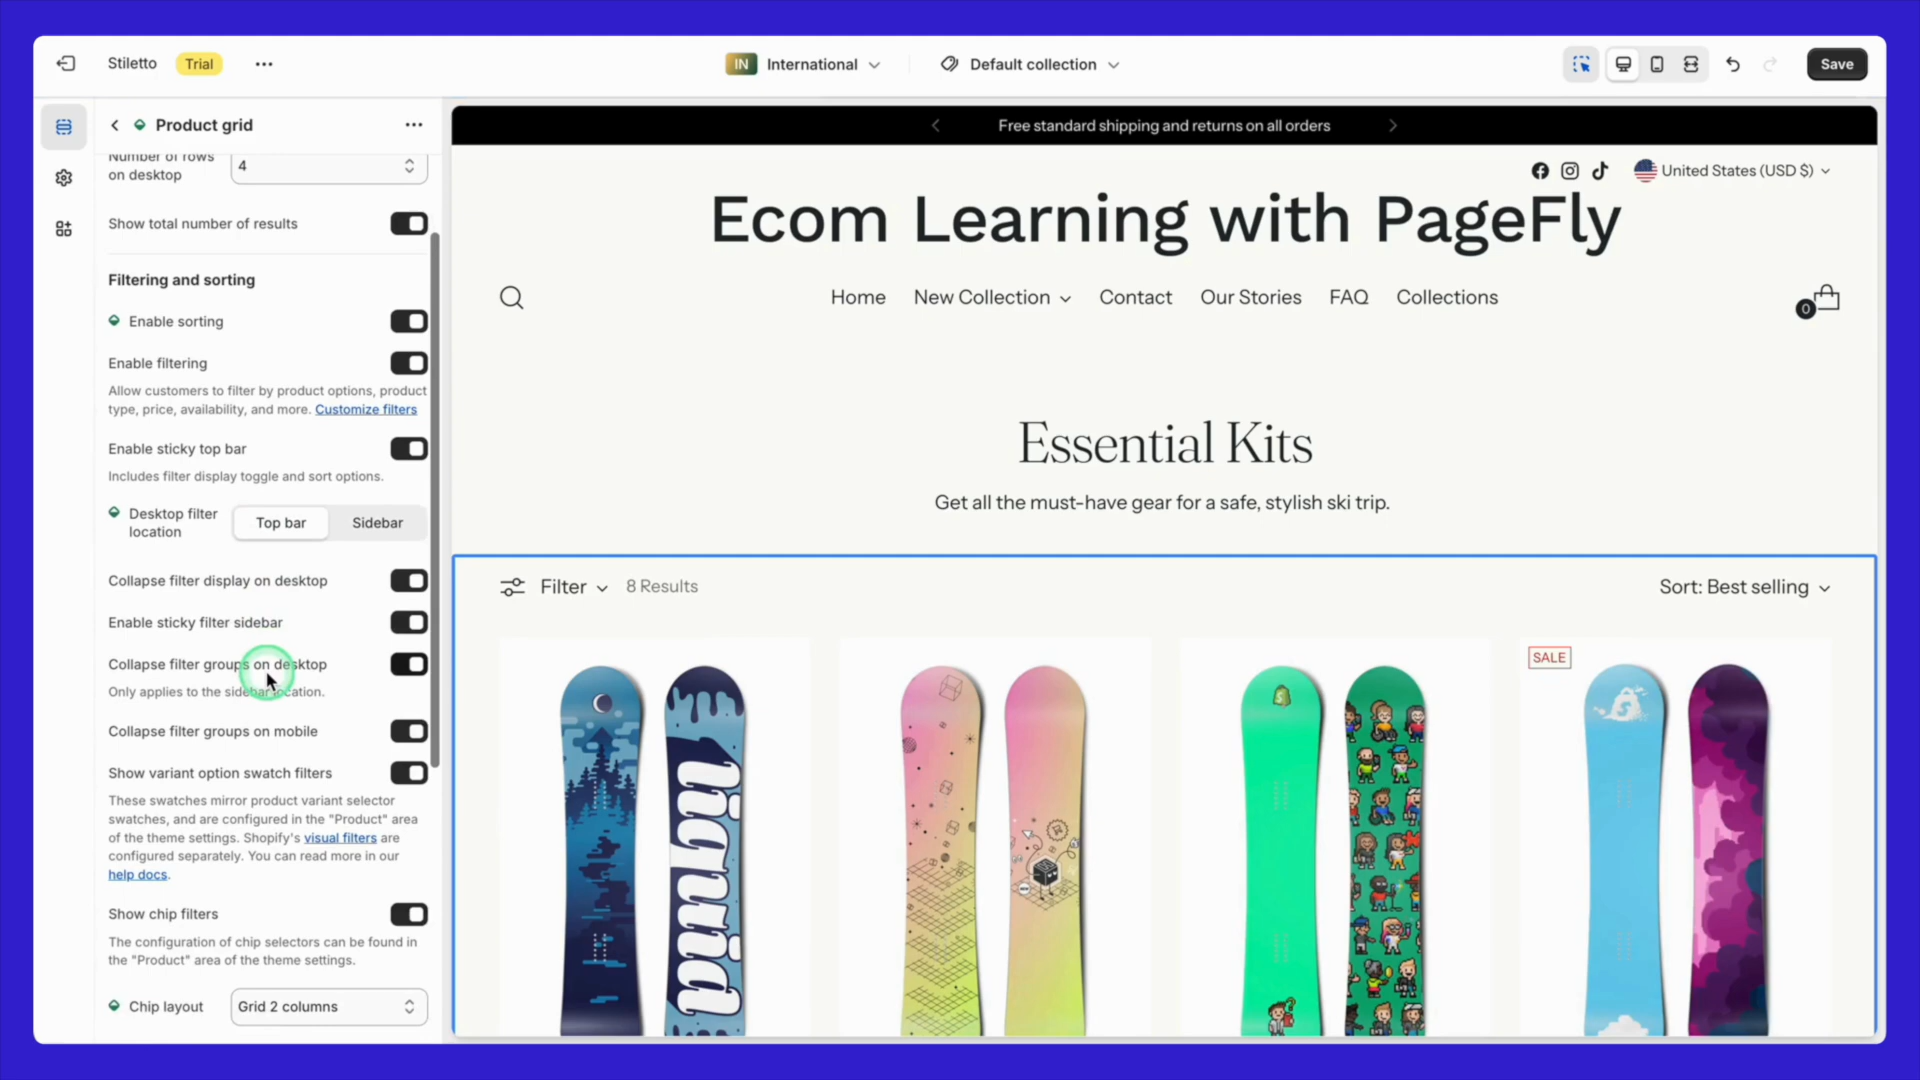 Stiletto
Trial
IN
International
Default collection
Save
Product grid
Number of rows
on desktop
4
Show total number of results
Filtering and sorting
Enable sorting
Enable filtering
Allow customers to filter by product options, product
type, price, availability, and more. Customize filters
Enable sticky top bar
Includes filter display toggle and sort options.
Desktop filter
location
Top bar
Sidebar
Collapse filter display on desktop
Enable sticky filter sidebar
Collapse filter groups on desktop
Only applies to the sidebar location.
Collapse filter groups on mobile
Show variant option swatch filters
These swatches mirror product variant selector
swatches, and are configured in the "Product" area
of the theme settings. Shopify's visual filters are
configured separately. You can read more in our
help docs.
Show chip filters
The configuration of chip selectors can be found in
the "Product" area of the theme settings.
Chip layout
Grid 2 columns
Free standard shipping and returns on all orders
United States (USD $)
Ecom Learning with PageFly
Home
New Collection
Contact
Our Stories
FAQ
Collections
0
Essential Kits
Get all the must-have gear for a safe, stylish ski trip.
Filter
8 Results
Sort: Best selling
SALE
liquid